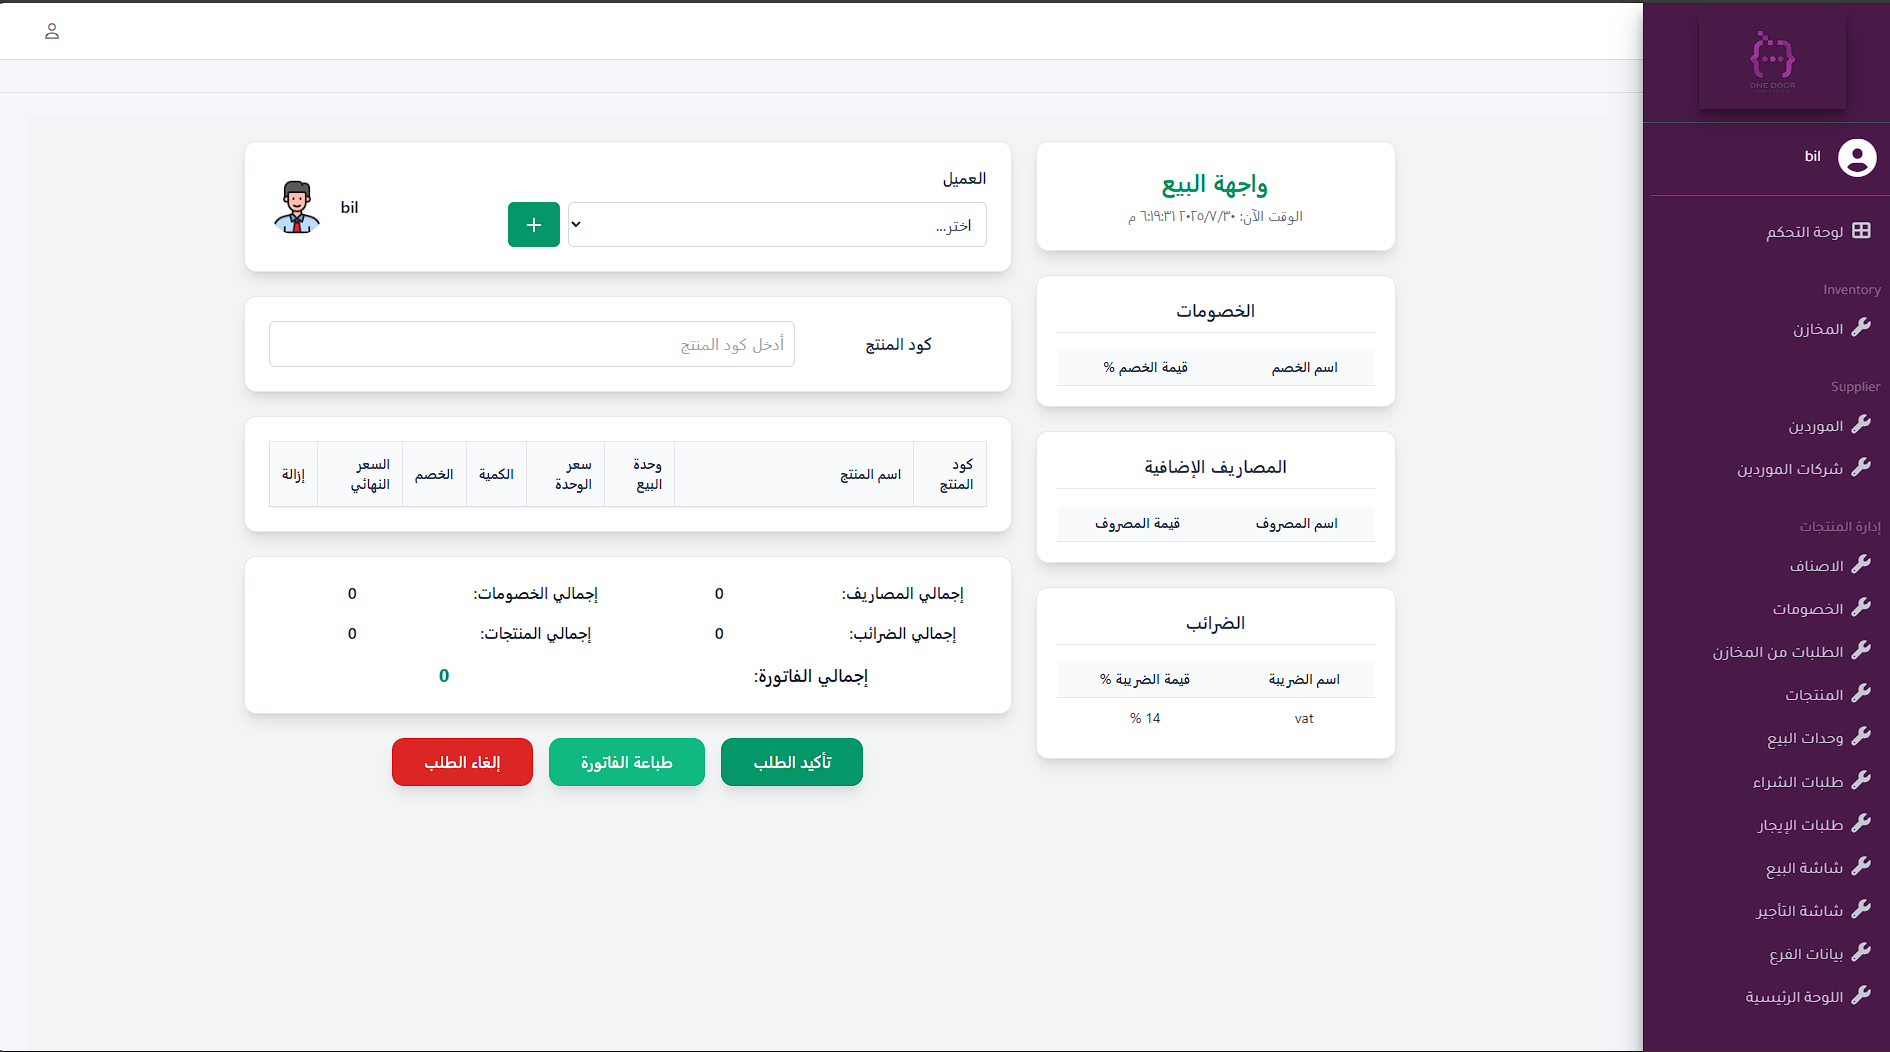 ONE DOOR
bil
لوحة التحكم
Inventory
المخازن
Supplier
الموردين
شركات الموردين
إدارة المنتجات
الاصناف
الخصومات
الطلبات من المخازن
المنتجات
وحدات البيع
طلبات الشراء
طلبات الإيجار
شاشة البيع
شاشة التأجير
بيانات الفرع
اللوحة الرئيسية
واجهة البيع
الوقت الآن: ٣٠‏/٧‏/٢٠٢٥ ٦:١٩:٣١ م
الخصومات
اسم الخصم قيمة الخصم %
المصاريف الإضافية
اسم المصروف قيمة المصروف
الضرائب
اسم الضريبة قيمة الضريبة %
vat 14 %
العميل
اختر...
+
bil
كود المنتج
أدخل كود المنتج
كود المنتج اسم المنتج وحدة البيع سعر الوحدة الكمية الخصم السعر النهائي إزالة
إجمالي المصاريف: 0 إجمالي الخصومات: 0
إجمالي الضرائب: 0 إجمالي المنتجات: 0
إجمالي الفاتورة: 0
تأكيد الطلب طباعة الفاتورة إلغاء الطلب